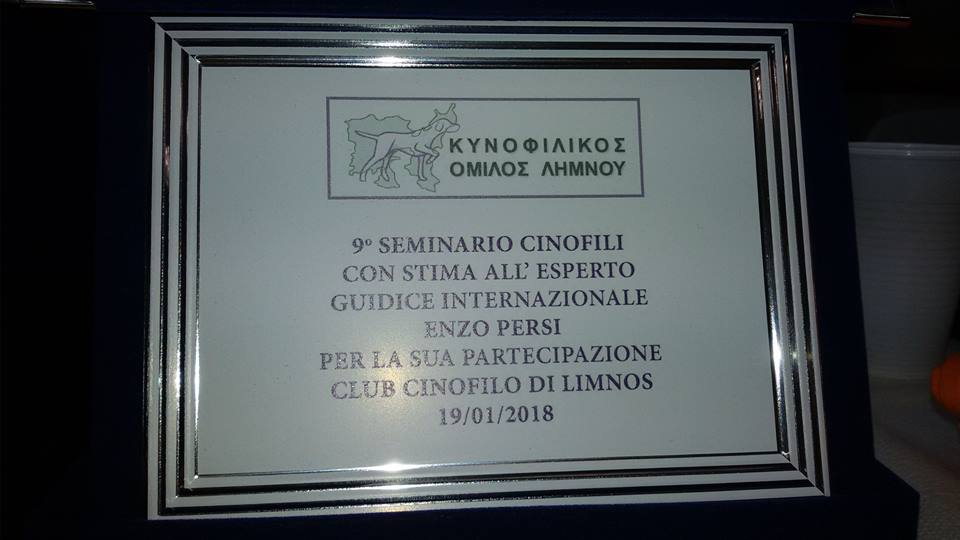 ΚΥΝΟΦΙΛΙΚΟΣ
ΟΜΙΛΟΣ ΛΗΜΝΟΥ
9º SEMINARIO CINOFILI
CON STIMA ALL' ESPERTO
GUIDICE INTERNAZIONALE
ENZO PERSI
PER LA SUA PARTECIPAZIONE
CLUB CINOFILO DI LIMNOS
19/01/2018